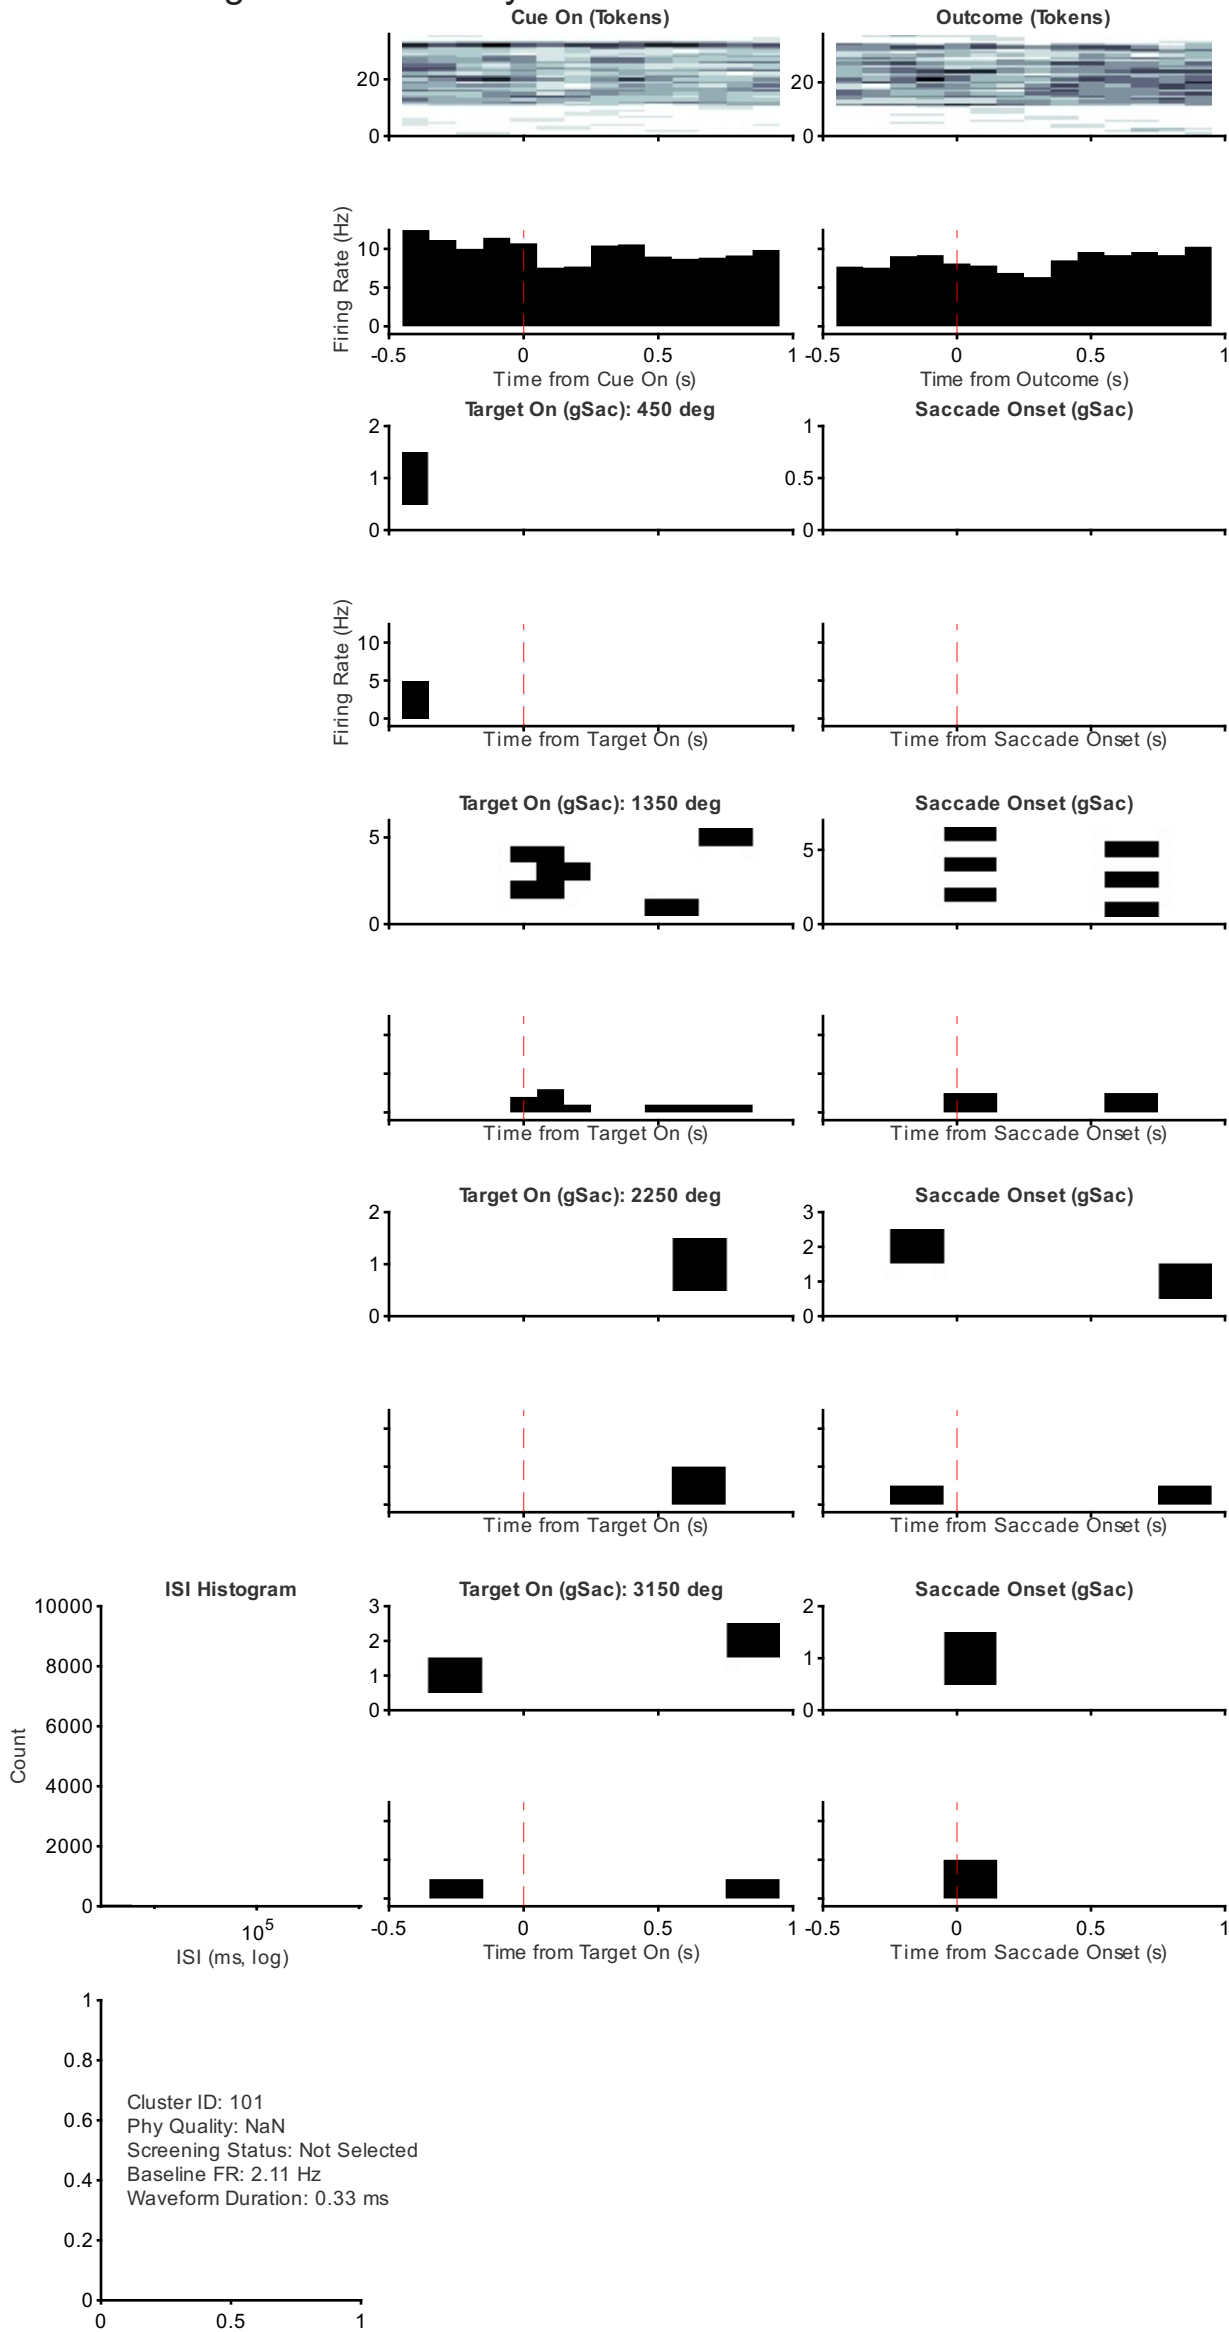 Cue On (Tokens)
Outcome (Tokens)
20
0
20
0
Firing Rate (Hz)
10
5
0
-0.5
0
0.5
1
-0.5
0
0.5
1
Time from Cue On (s)
Time from Outcome (s)
Target On (gSac): 450 deg
Saccade Onset (gSac)
2
1
0
1
0.5
0
Firing Rate (Hz)
10
5
0
Time from Target On (s)
Time from Saccade Onset (s)
Target On (gSac): 1350 deg
Saccade Onset (gSac)
5
0
5
0
Time from Target On (s)
Time from Saccade Onset (s)
Target On (gSac): 2250 deg
Saccade Onset (gSac)
2
1
0
3
2
1
0
Time from Target On (s)
Time from Saccade Onset (s)
ISI Histogram
Target On (gSac): 3150 deg
Saccade Onset (gSac)
10000
8000
6000
4000
2000
0
Count
10^5
ISI (ms, log)
3
2
1
0
2
1
0
-0.5
0
0.5
1
-0.5
0
0.5
1
Time from Target On (s)
Time from Saccade Onset (s)
1
0.8
0.6
0.4
0.2
0
Cluster ID: 101
Phy Quality: NaN
Screening Status: Not Selected
Baseline FR: 2.11 Hz
Waveform Duration: 0.33 ms
0
0.5
1